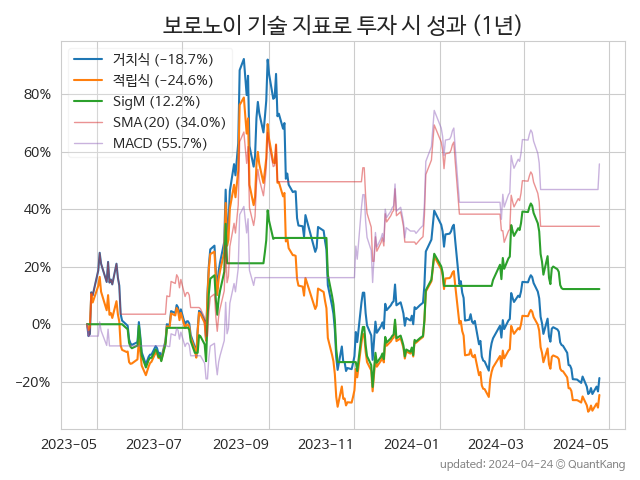 보로노이 기술 지표로 투자 시 성과 (1년)
거치식 (−18.7%)
적립식 (−24.6%)
SigM (12.2%)
SMA(20) (34.0%)
MACD (55.7%)
80%
60%
40%
20%
0%
−20%
2023-05 2023-07 2023-09 2023-11 2024-01 2024-03 2024-05
updated: 2024-04-24 © QuantKang